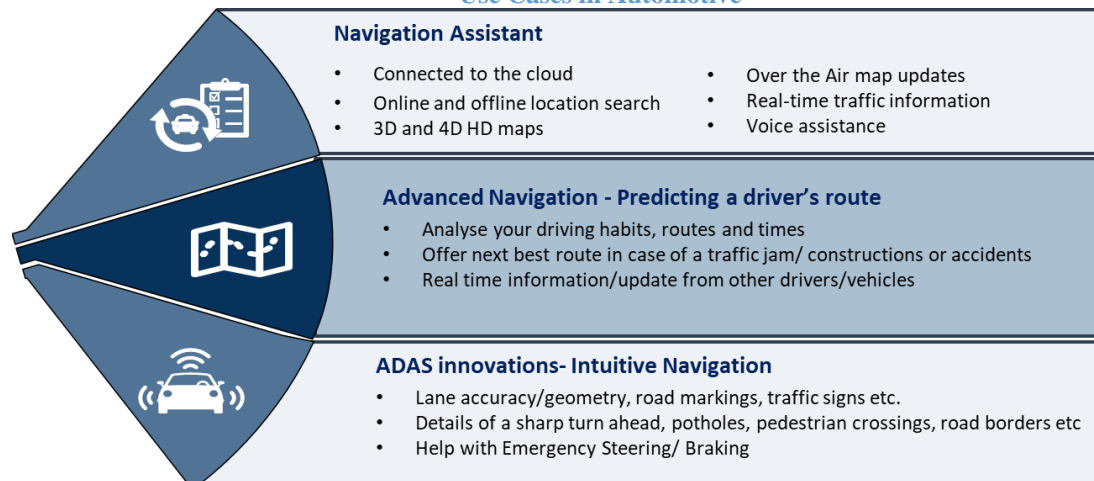 Use Cases in Automotive
Navigation Assistant
• Connected to the cloud
• Online and offline location search
• 3D and 4D HD maps
• Over the Air map updates
• Real-time traffic information
• Voice assistance
Advanced Navigation - Predicting a driver’s route
• Analyse your driving habits, routes and times
• Offer next best route in case of a traffic jam/ constructions or accidents
• Real time information/update from other drivers/vehicles
ADAS innovations- Intuitive Navigation
• Lane accuracy/geometry, road markings, traffic signs etc.
• Details of a sharp turn ahead, potholes, pedestrian crossings, road borders etc
• Help with Emergency Steering/ Braking